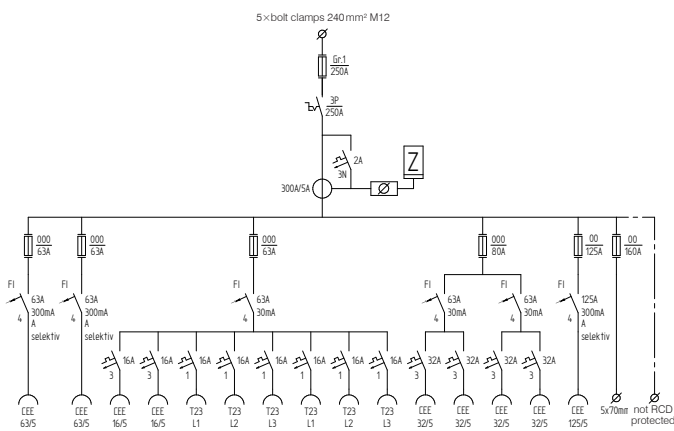 5×bolt clamps 240mm² M12
Gr.1
250A
3P
250A
2A
3N
Z
300A/5A
000 000 000 000 00 00
63A 63A 63A 80A 125A 160A
FI FI FI FI FI FI
63A 63A 63A 63A 63A 125A
300mA 300mA 30mA 30mA 30mA 300mA
4 4 4 4 4 4
A A A
selektiv selektiv selektiv
16A 16A 16A 16A 16A 16A 16A 16A 32A 32A 32A 32A
3 3 1 1 1 1 1 1 3 3 3 3
CEE CEE CEE CEE T23 T23 T23 T23 T23 T23 CEE CEE CEE CEE CEE 5x70mm not RCD
63/5 63/5 16/5 16/5 L1 L2 L3 L1 L2 L3 32/5 32/5 32/5 32/5 125/5 protected